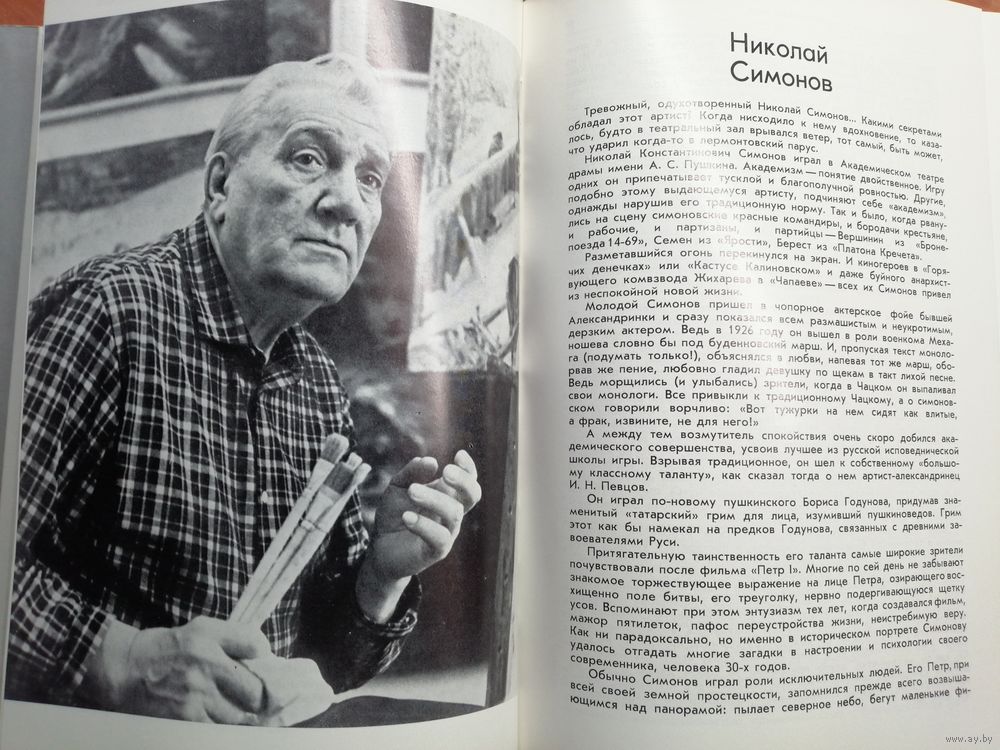 Николай
Симонов
Тревожный, одухотворенный Николай Симонов... Какими секретами
обладал этот артист! Когда нисходило к нему вдохновение, то каза-
лось, будто в театральный зал врывался ветер, тот самый, быть может,
что ударил когда-то в лермонтовский парус.
Николай Константинович Симонов играл в Академическом театре
драмы имени А. С. Пушкина. Академизм — понятие двойственное. Игру
одних он припечатывает тусклой и благополучной ровностью. Другие,
подобно этому выдающемуся артисту, подчиняют себе «академизм»,
однажды нарушив его традиционную норму. Так и было, когда рвану-
лись на сцену симоновские красные командиры, и бородачи крестьяне,
и рабочие, и партизаны, и партийцы — Вершинин из «Броне-
поезда 14-69», Семен из «Ярости», Берест из «Платона Кречета».
Разметавшийся огонь перекинулся на экран. И киногероев в «Горя-
чих денечках» или «Кастусе Калиновском» и даже буйного анархист-
вующего комвзвода Жихарева в «Чапаеве» — всех их Симонов привел
из неспокойной новой жизни.
Молодой Симонов пришел в чопорное актерское фойе бывшей
Александринки и сразу показался всем размашистым и неукротимым,
дерзким актером. Ведь в 1926 году он вышел в роли военкома Меха-
ношева словно бы под буденновский марш. И, пропуская текст моноло-
га (подумать только!), объяснялся в любви, напевая тот же марш, обо-
рвав же пение, любовно гладил девушку по щекам в такт лихой песне.
Ведь морщились (и улыбались) зрители, когда в Чацком он выпаливал
свои монологи. Все привыкли к традиционному Чацкому, а о симонов-
ском говорили ворчливо: «Вот тужурки на нем сидят как влитые,
а фрак, извините, не для него!»
А между тем возмутитель спокойствия очень скоро добился ака-
демического совершенства, усвоив лучшее из русской исповеднической
школы игры. Взрывая традиционное, он шел к собственному «большо-
му классному таланту», как сказал тогда о нем артист-александринец
И. Н. Певцов.
Он играл по-новому пушкинского Бориса Годунова, придумав зна-
менитый «татарский» грим для лица, изумивший пушкиноведов. Грим
этот как бы намекал на предков Годунова, связанных с древними за-
воевателями Руси.
Притягательную таинственность его таланта самые широкие зрители
почувствовали после фильма «Петр I». Многие по сей день не забывают
знакомое торжествующее выражение на лице Петра, озирающего вос-
хищенно поле битвы, его треуголку, нервно подергивающуюся щетку
усов. Вспоминают при этом энтузиазм тех лет, когда создавался фильм,
мажор пятилеток, пафос переустройства жизни, неистребимую веру.
Как ни парадоксально, но именно в историческом портрете Симонову
удалось отгадать многие загадки в настроении и психологии своего
современника, человека 30-х годов.
Обычно Симонов играл роли исключительных людей. Его Петр, при
всей своей земной простецкости, запомнился прежде всего возвыша-
ющимся над панорамой: пылает северное небо, бегут маленькие фи-
www.ay.by